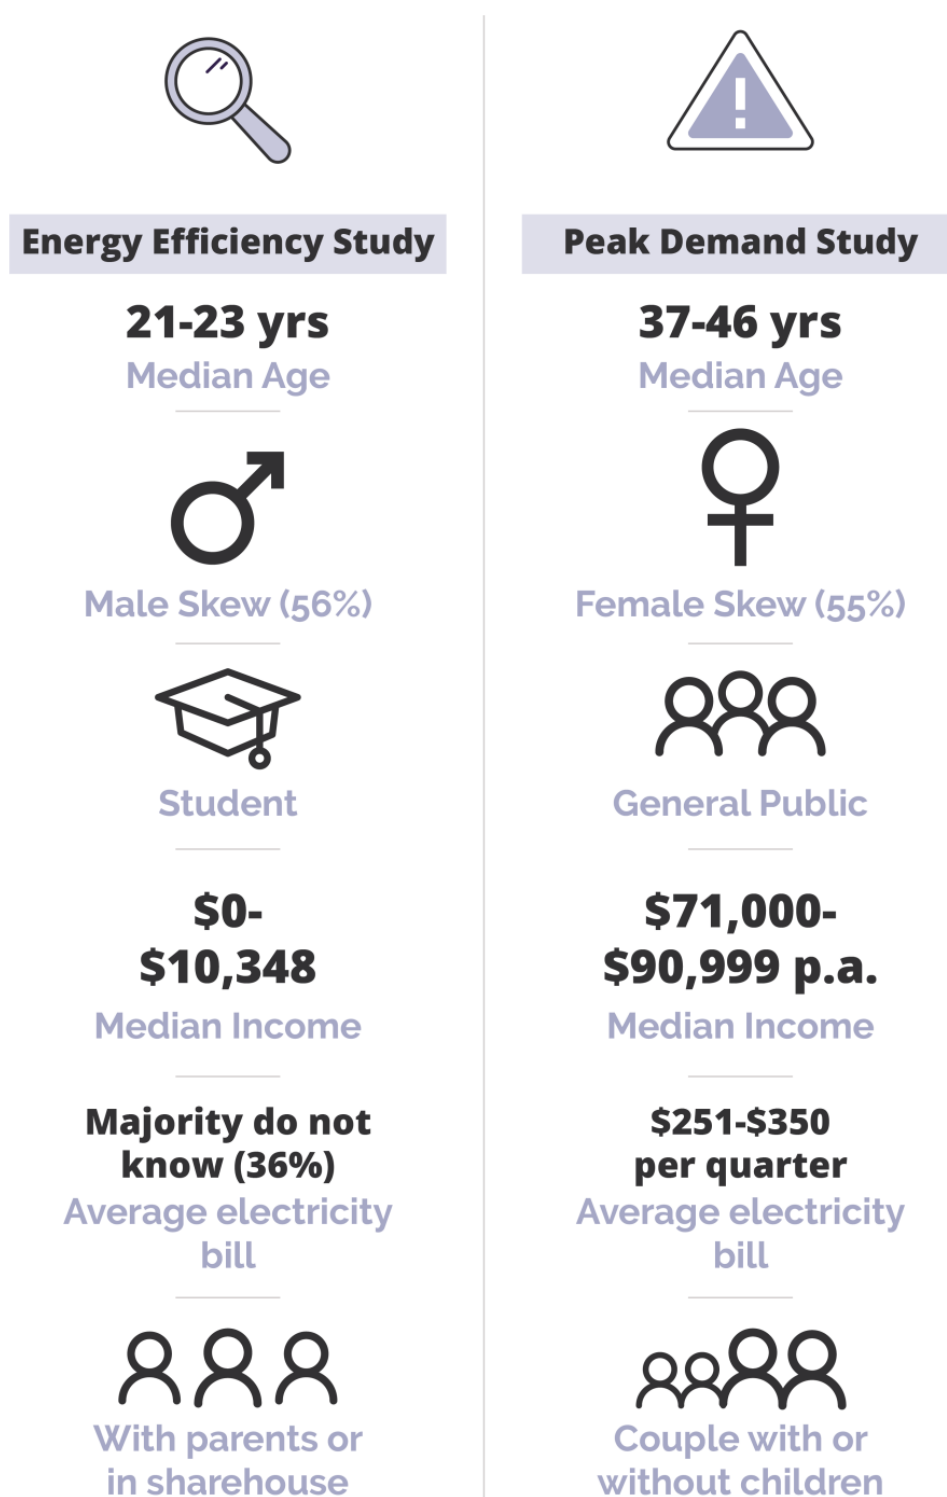 Energy Efficiency Study
21-23 yrs
Median Age
Male Skew (56%)
Student
$0-
$10,348
Median Income
Majority do not
know (36%)
Average electricity
bill
With parents or
in sharehouse
Peak Demand Study
37-46 yrs
Median Age
Female Skew (55%)
General Public
$71,000-
$90,999 p.a.
Median Income
$251-$350
per quarter
Average electricity
bill
Couple with or
without children